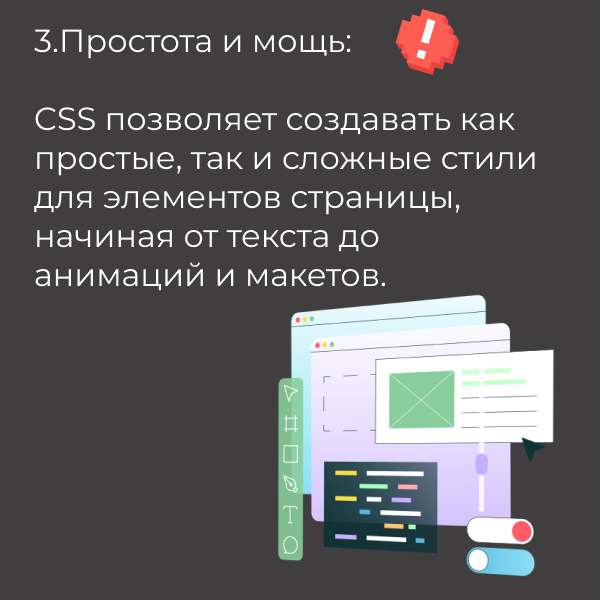 3.Простота и мощь:
CSS позволяет создавать как
простые, так и сложные стили
для элементов страницы,
начиная от текста до
анимаций и макетов.